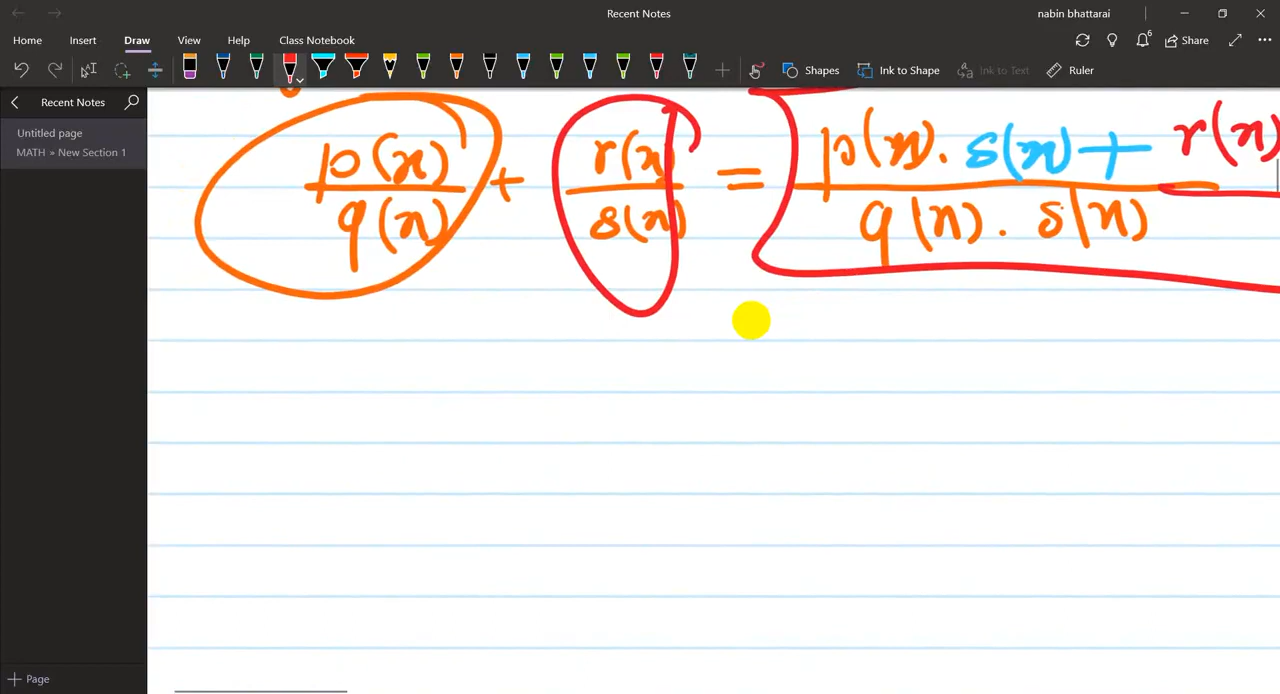 Recent Notes
nabin bhattarai
Home Insert Draw View Help Class Notebook
6 Share
Shapes Ink to Shape Ink to Text Ruler
Recent Notes
Untitled page
MATH » New Section 1
p(x)/q(x) + r(x)/s(x) = p(x). s(x) + r(x)/q(x). s(x)
Page